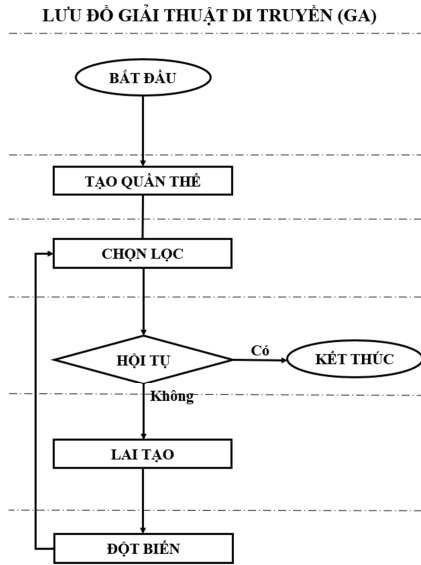 LƯU ĐỒ GIẢI THUẬT DI TRUYỀN (GA)
BẮT ĐẦU
TẠO QUẦN THỂ
CHỌN LỌC
HỘI TỤ
Có
KẾT THÚC
Không
LAI TẠO
ĐỘT BIẾN